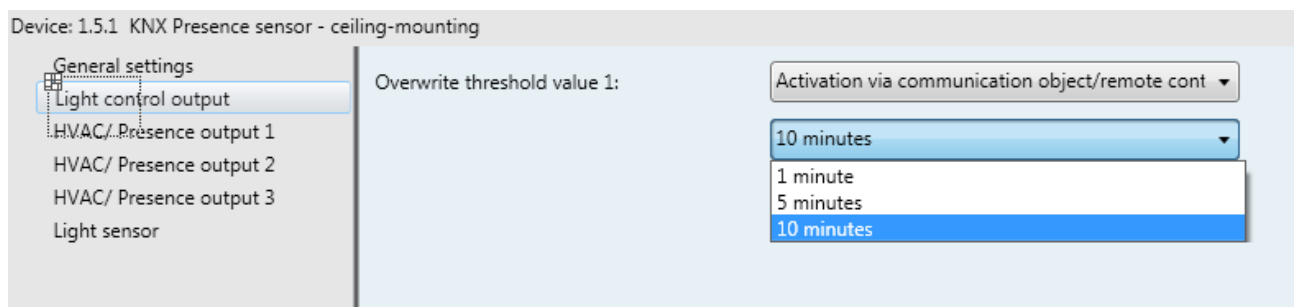 Device: 1.5.1 KNX Presence sensor - ceiling-mounting
General settings
Light control output
HVAC/ Presence output 1
HVAC/ Presence output 2
HVAC/ Presence output 3
Light sensor
Overwrite threshold value 1:
Activation via communication object/remote cont
10 minutes
1 minute
5 minutes
10 minutes